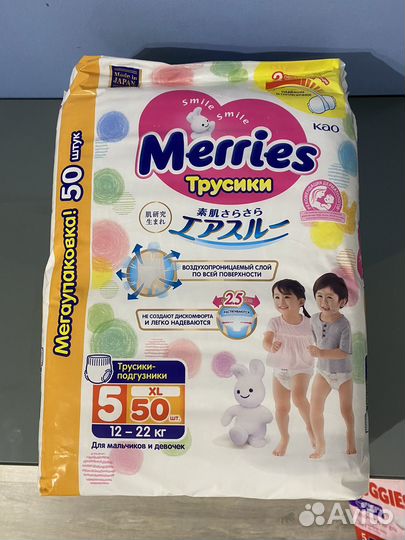 Made in
JAPAN
Smile Smile
Kao
Merries
Трусики
肌研究
生まれ
素肌さらさら
エアスルー
Мегаупаковка! 50 штук
ВОЗДУХОПРОНИЦАЕМЫЙ СЛОЙ
ПО ВСЕЙ ПОВЕРХНОСТИ
2.5
РАСТЯГИВАЮТСЯ
НЕ СОЗДАЮТ ДИСКОМФОРТА
И ЛЕГКО НАДЕВАЮТСЯ
Трусики-
подгузники
5
XL
50
шт.
12 – 22 кг
Для мальчиков и девочек
GGIES
Avito